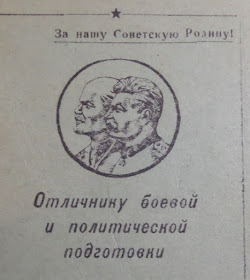 За нашу Советскую Родину!
Отличнику боевой
и политической
подготовки